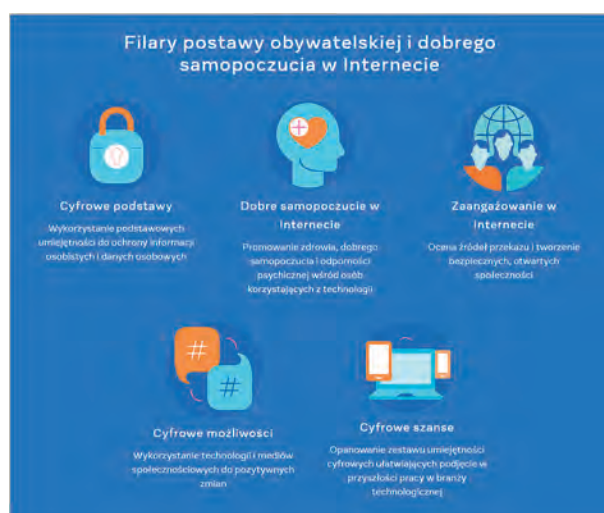 Filary postawy obywatelskiej i dobrego
samopoczucia w Internecie
Cyfrowe podstawy
Wykorzystanie podstawowych
umiejętności do ochrony informacji
osobistych i danych osobowych
Dobre samopoczucie w
Internecie
Promowanie zdrowia, dobrego
samopoczucia i odporności
psychicznej wśród osób
korzystających z technologii
Zaangażowanie w
Internecie
Ocena źródeł przekazu i tworzenie
bezpiecznych, otwartych
społeczności
# #
Cyfrowe możliwości
Wykorzystanie technologii i mediów
społecznościowych do pozytywnych
zmian
Cyfrowe szanse
Opanowanie zestawu umiejętności
cyfrowych ułatwiających podjęcie w
przyszłości pracy w branży
technologicznej